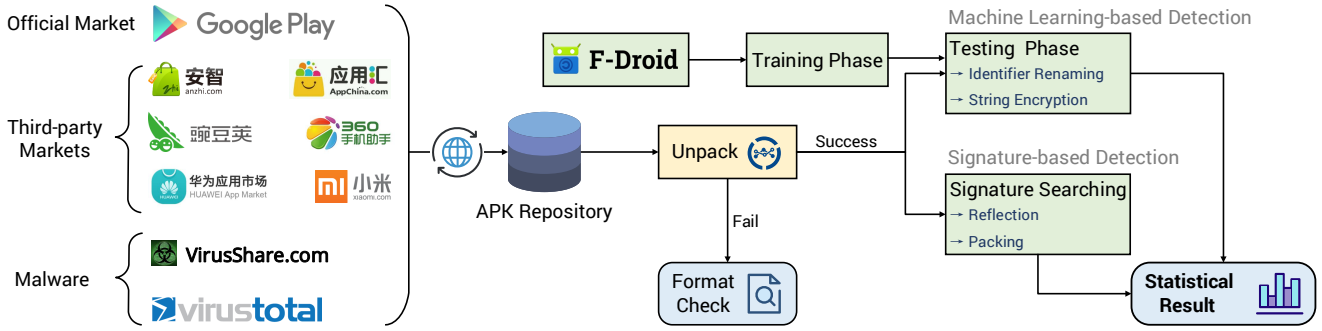 Official Market
Google Play
Third-party
Markets
安智
anzhi.com
应用汇
AppChina.com
豌豆荚
360
手机助手
华为应用市场
HUAWEI App Market
小米
xiaomi.com
Malware
VirusShare.com
virustotal
APK Repository
F-Droid
Training Phase
Machine Learning-based Detection
Testing Phase
→ Identifier Renaming
→ String Encryption
Unpack
Success
Fail
Format
Check
Signature-based Detection
Signature Searching
→ Reflection
→ Packing
Statistical
Result